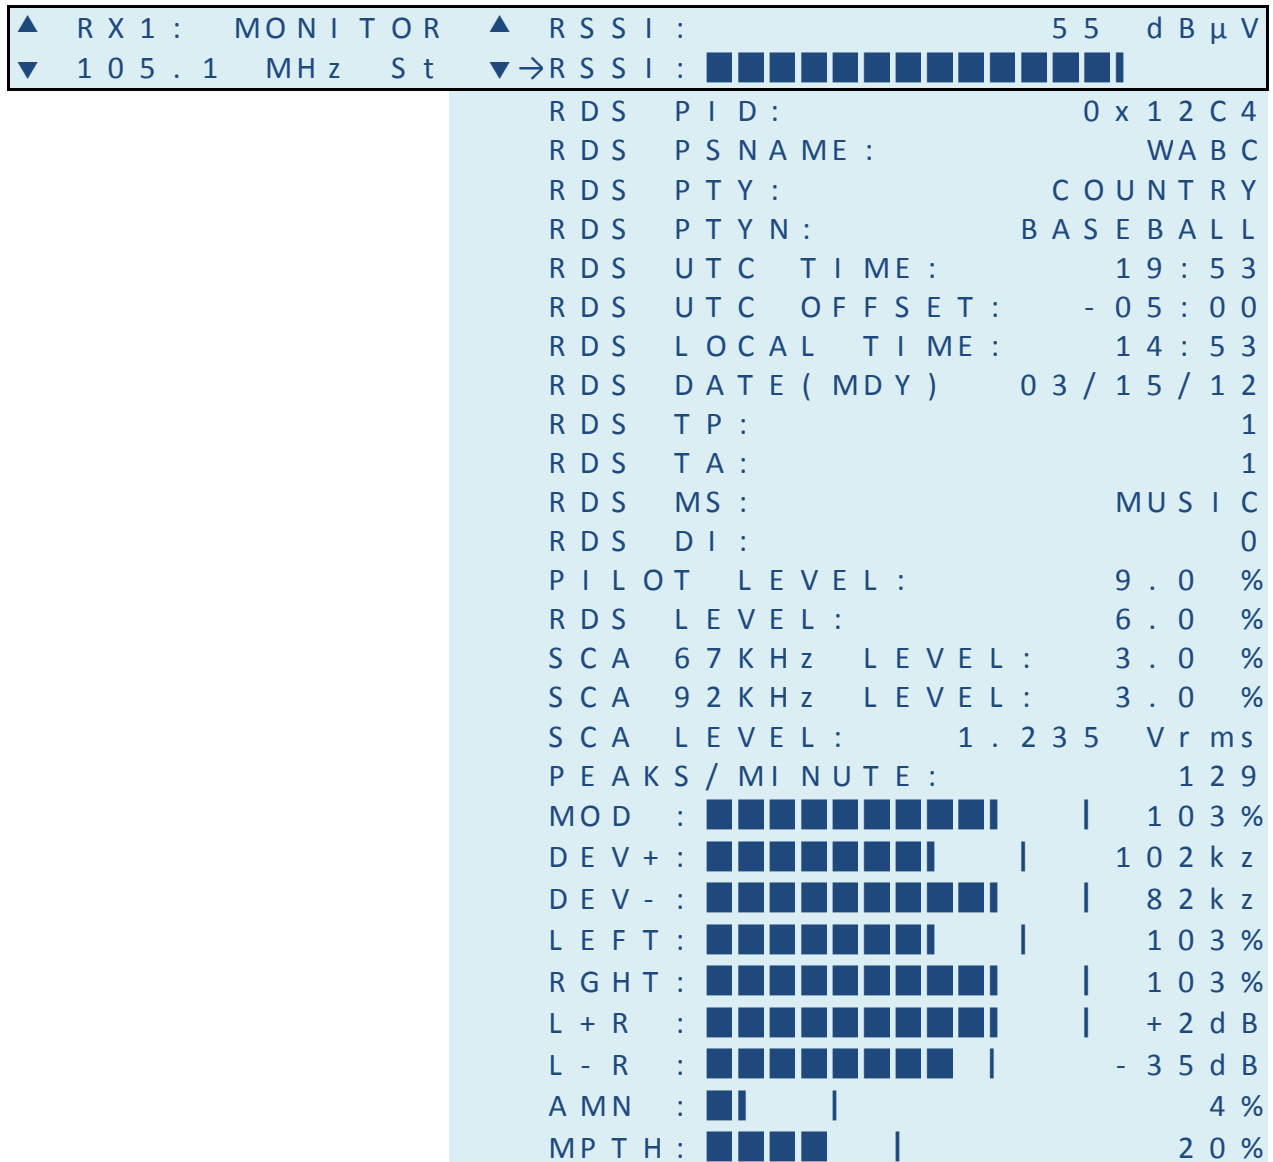 ▲ RX1: MONITOR ▲ RSSI: 55 dBµV
▼ 105.1 MHz St ▼→RSSI:
RDS PID: 0x12C4
RDS PSNAME: WABC
RDS PTY: COUNTRY
RDS PTYN: BASEBALL
RDS UTC TIME: 19:53
RDS UTC OFFSET: -05:00
RDS LOCAL TIME: 14:53
RDS DATE(MDY) 03/15/12
RDS TP: 1
RDS TA: 1
RDS MS: MUSIC
RDS DI: 0
PILOT LEVEL: 9.0 %
RDS LEVEL: 6.0 %
SCA 67KHz LEVEL: 3.0 %
SCA 92KHz LEVEL: 3.0 %
SCA LEVEL: 1.235 Vrms
PEAKS/MINUTE: 129
MOD : 103%
DEV+: 102kz
DEV-: 82kz
LEFT: 103%
RGHT: 103%
L+R : +2dB
L-R : -35dB
AMN : 4%
MPTH: 20%